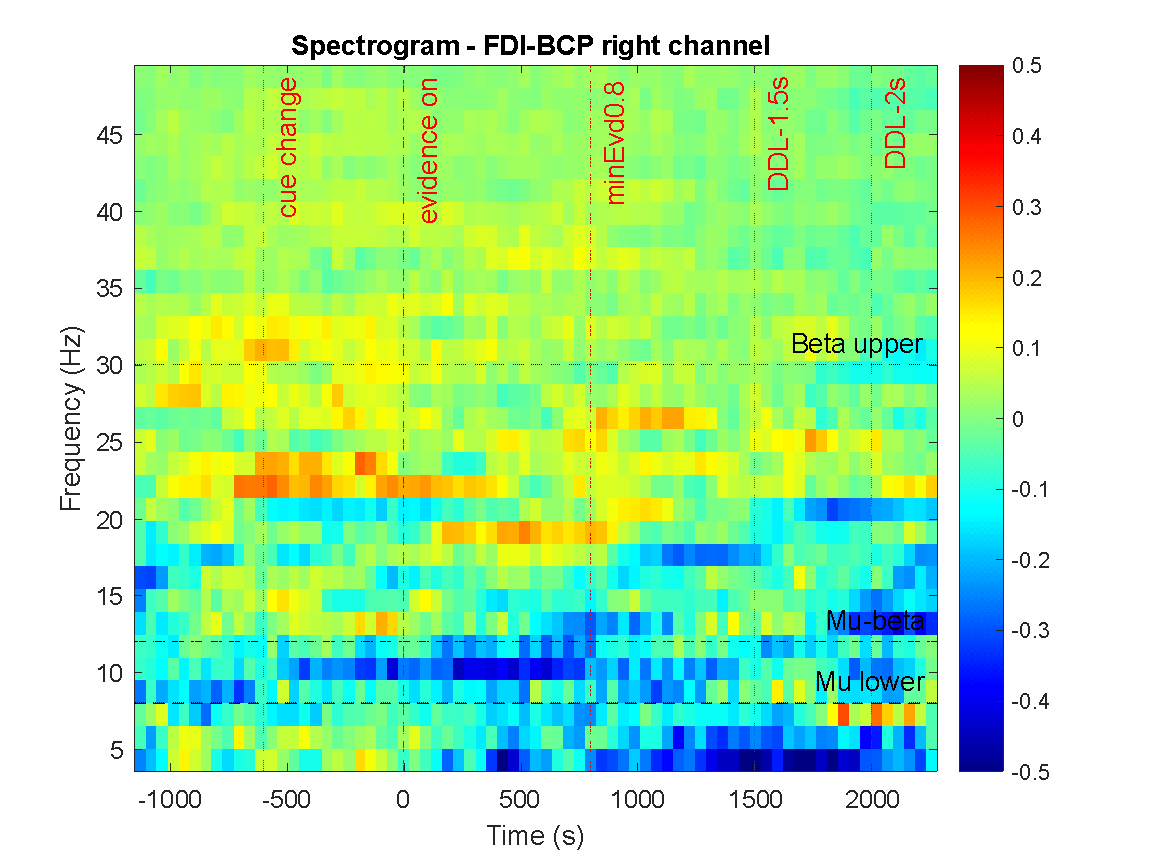 Spectrogram - FDI-BCP right channel
cue change
evidence on
minEvd0.8
DDL-1.5s
DDL-2s
Beta upper
Mu-beta
Mu lower
Frequency (Hz)
45
40
35
30
25
20
15
10
5
-1000
-500
0
500
1000
1500
2000
Time (s)
0.5
0.4
0.3
0.2
0.1
0
-0.1
-0.2
-0.3
-0.4
-0.5